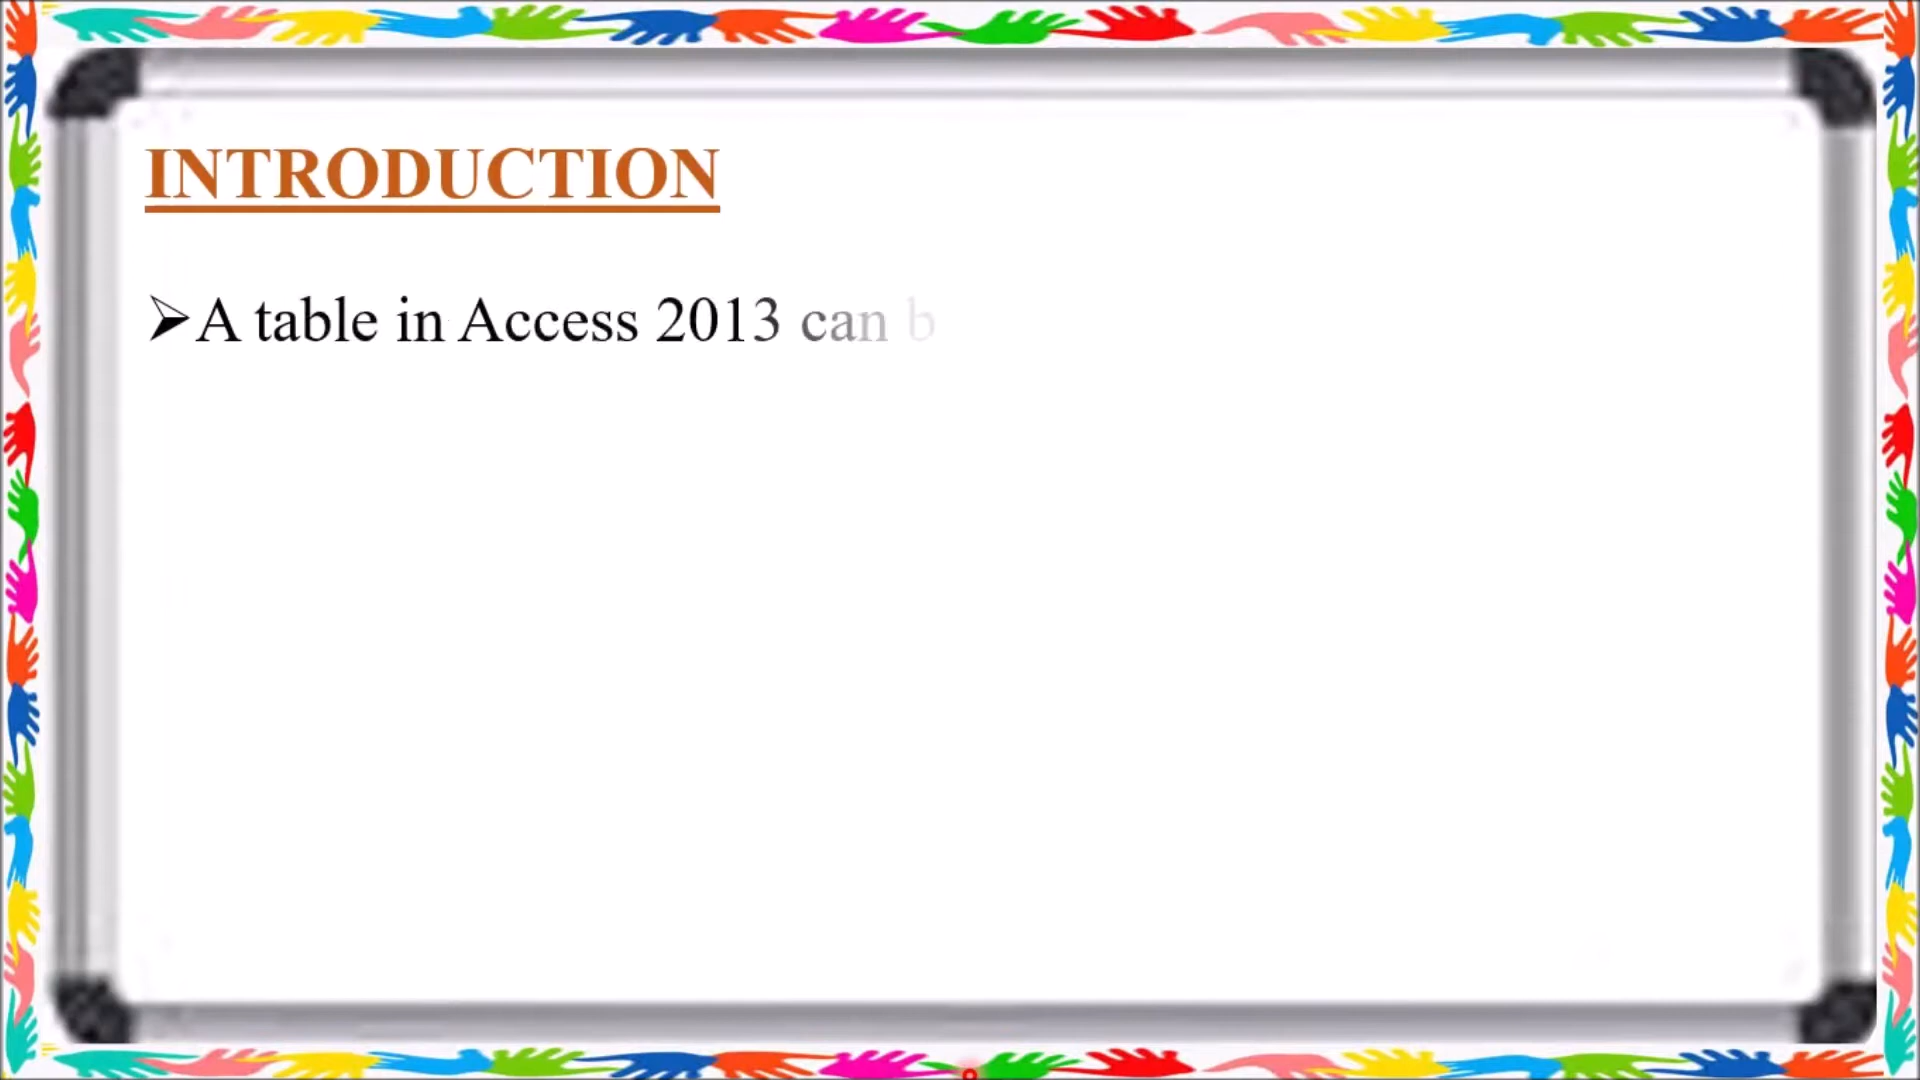 INTRODUCTION
➢A table in Access 2013 can b